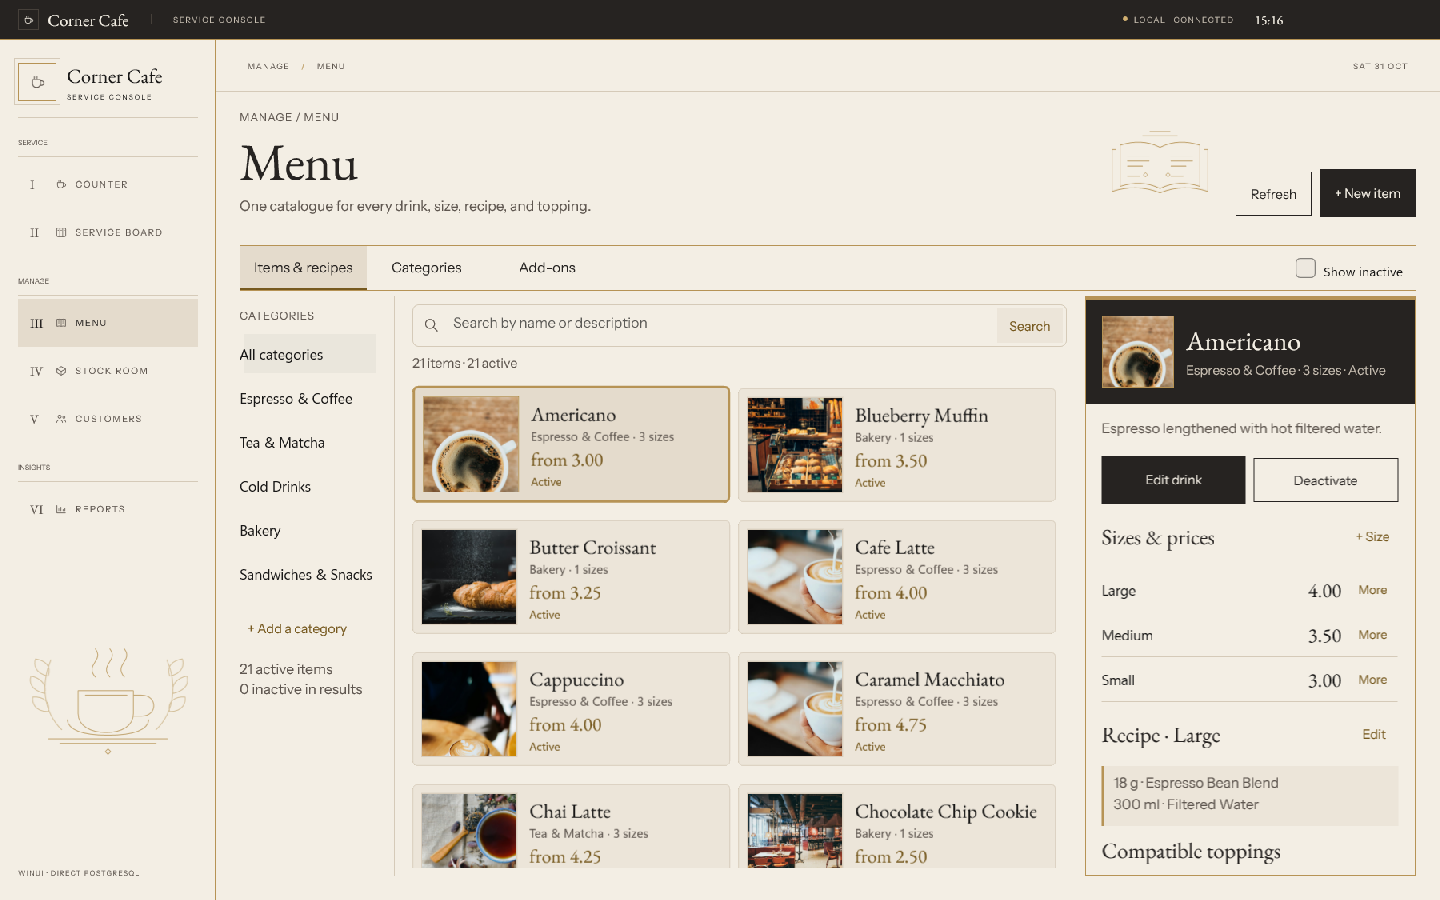 Corner Cafe
SERVICE CONSOLE
LOCAL · CONNECTED
15:16
Corner Cafe
SERVICE CONSOLE
SERVICE
I COUNTER
II SERVICE BOARD
MANAGE
III MENU
IV STOCK ROOM
V CUSTOMERS
INSIGHTS
VI REPORTS
WINUI · DIRECT POSTGRESQL
MANAGE / MENU
SAT 31 OCT
MANAGE / MENU
Menu
One catalogue for every drink, size, recipe, and topping.
Refresh
+ New item
Items & recipes
Categories
Add-ons
Show inactive
CATEGORIES
All categories
Espresso & Coffee
Tea & Matcha
Cold Drinks
Bakery
Sandwiches & Snacks
+ Add a category
21 active items
0 inactive in results
Search by name or description
Search
21 items · 21 active
Americano
Espresso & Coffee · 3 sizes
from 3.00
Active
Blueberry Muffin
Bakery · 1 sizes
from 3.50
Active
Butter Croissant
Bakery · 1 sizes
from 3.25
Active
Cafe Latte
Espresso & Coffee · 3 sizes
from 4.00
Active
Cappuccino
Espresso & Coffee · 3 sizes
from 4.00
Active
Caramel Macchiato
Espresso & Coffee · 3 sizes
from 4.75
Active
Chai Latte
Tea & Matcha · 3 sizes
from 4.25
Chocolate Chip Cookie
Bakery · 1 sizes
from 2.50
Americano
Espresso & Coffee · 3 sizes · Active
Espresso lengthened with hot filtered water.
Edit drink
Deactivate
Sizes & prices
+ Size
Large 4.00 More
Medium 3.50 More
Small 3.00 More
Recipe · Large
Edit
18 g · Espresso Bean Blend
300 ml · Filtered Water
Compatible toppings